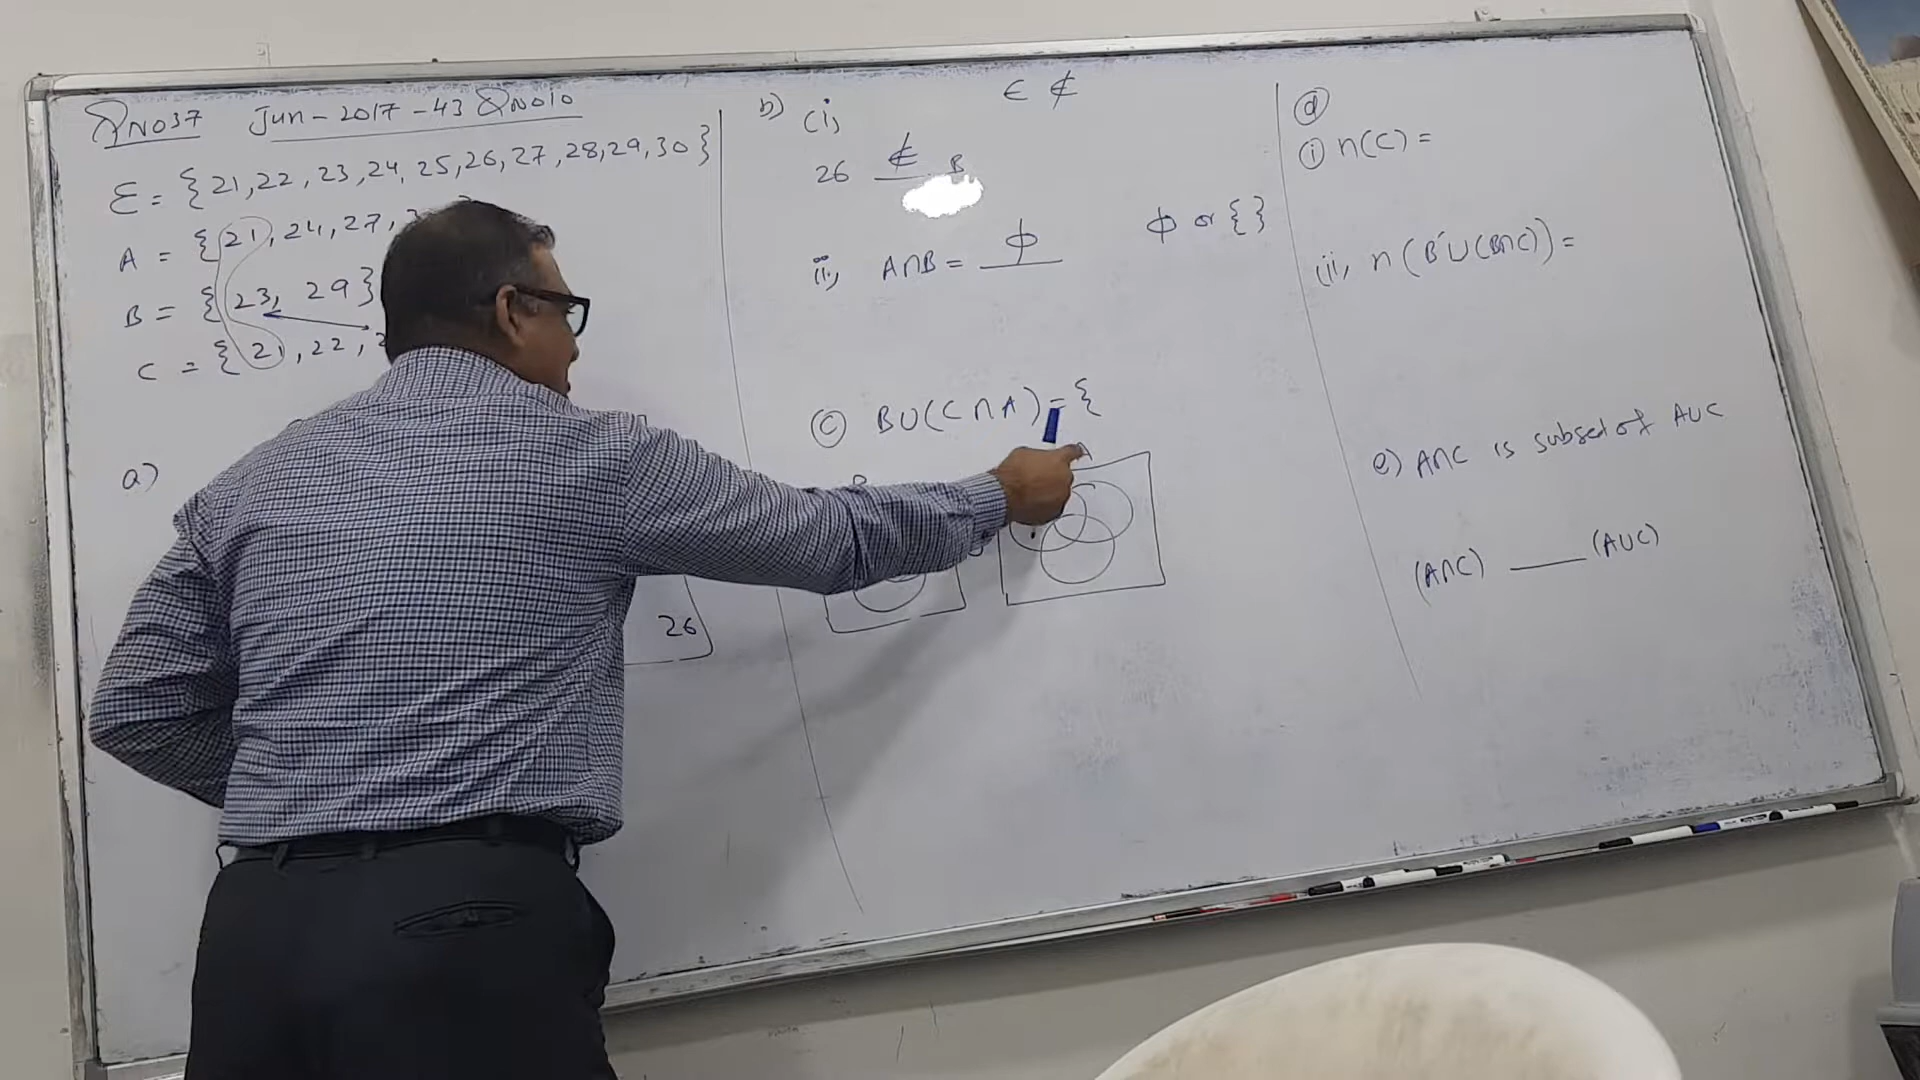 QNO37 Jun-2017-43 QNO10
Ɛ = {21,22,23,24,25,26,27,28,29,30}
A = {21,24,27,
B = {23, 29}
C = {21,22,
a)
26
b) (i, ∈ ∉
26 ∉ B
ii, A∩B = ϕ ϕ or { }
(c) B∪(C∩A) = {
(d)
(i) n(C) =
(ii, n(B'∪(B∩C)) =
e) A∩C is subset of A∪C
(A∩C) ____ (A∪C)